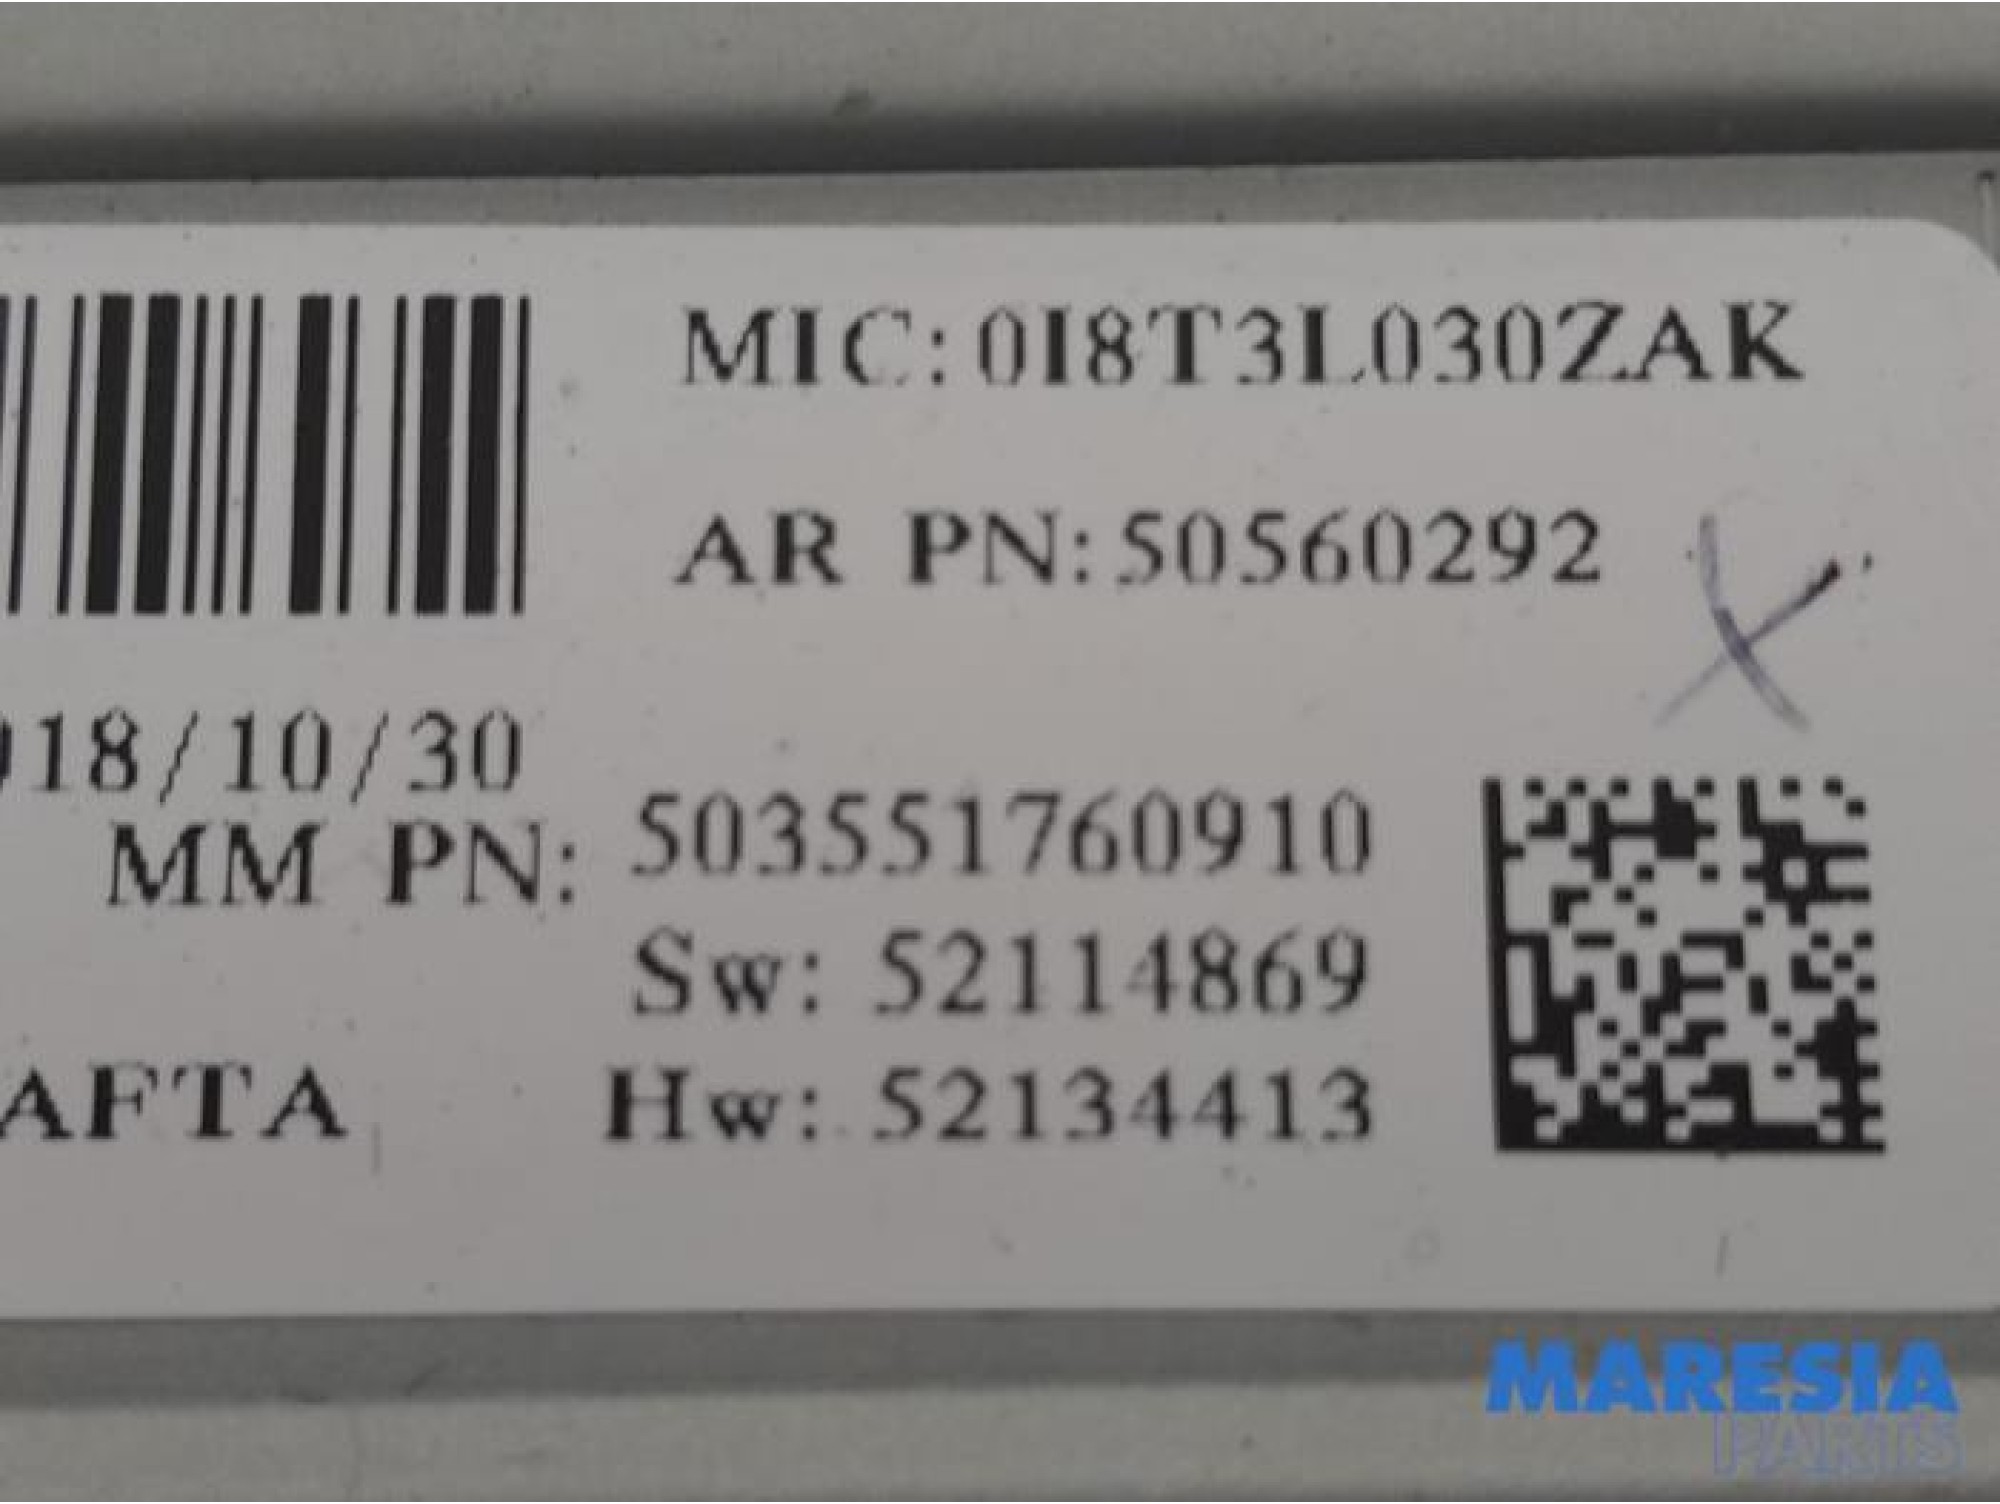 MIC:0I8T3L030ZAK
AR PN:50560292
018/10/30
MM PN: 503551760910
Sw: 52114869
AFTA
Hw: 52134413
MARESIA
PARTS